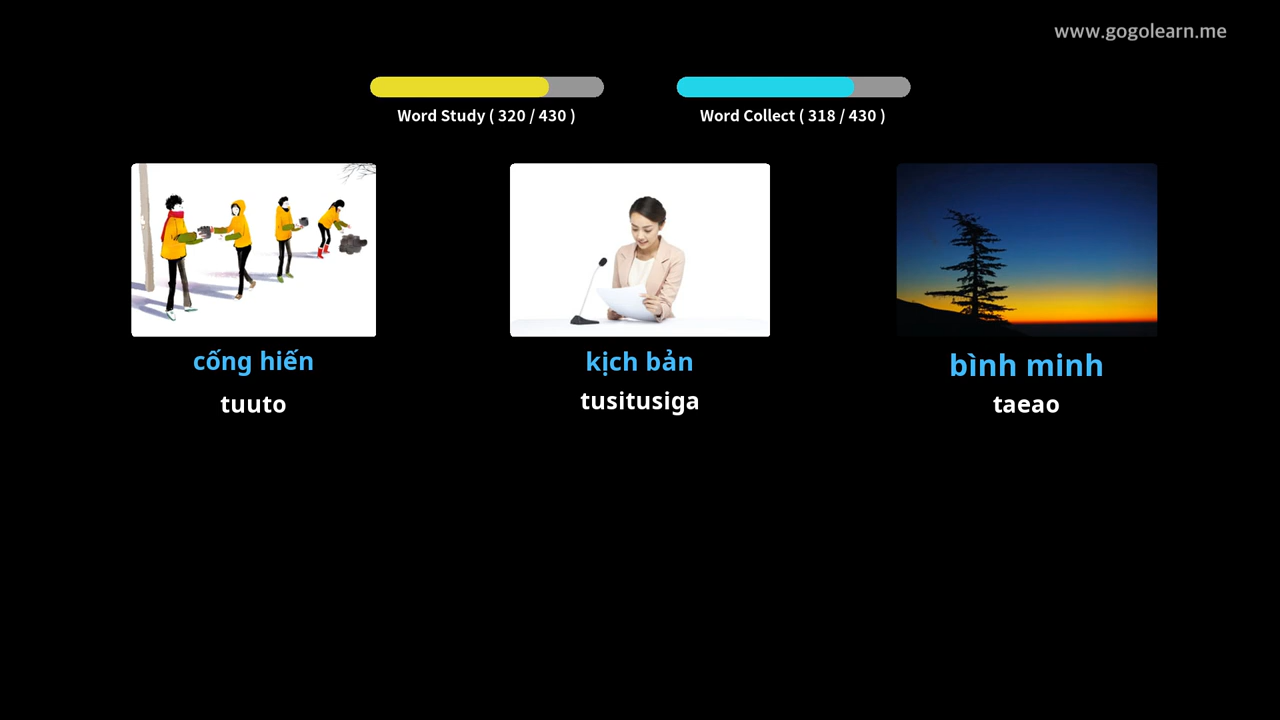 www.gogolearn.me
Word Study ( 320 / 430 )
Word Collect ( 318 / 430 )
cống hiến
tuuto
kịch bản
tusitusiga
bình minh
taeao